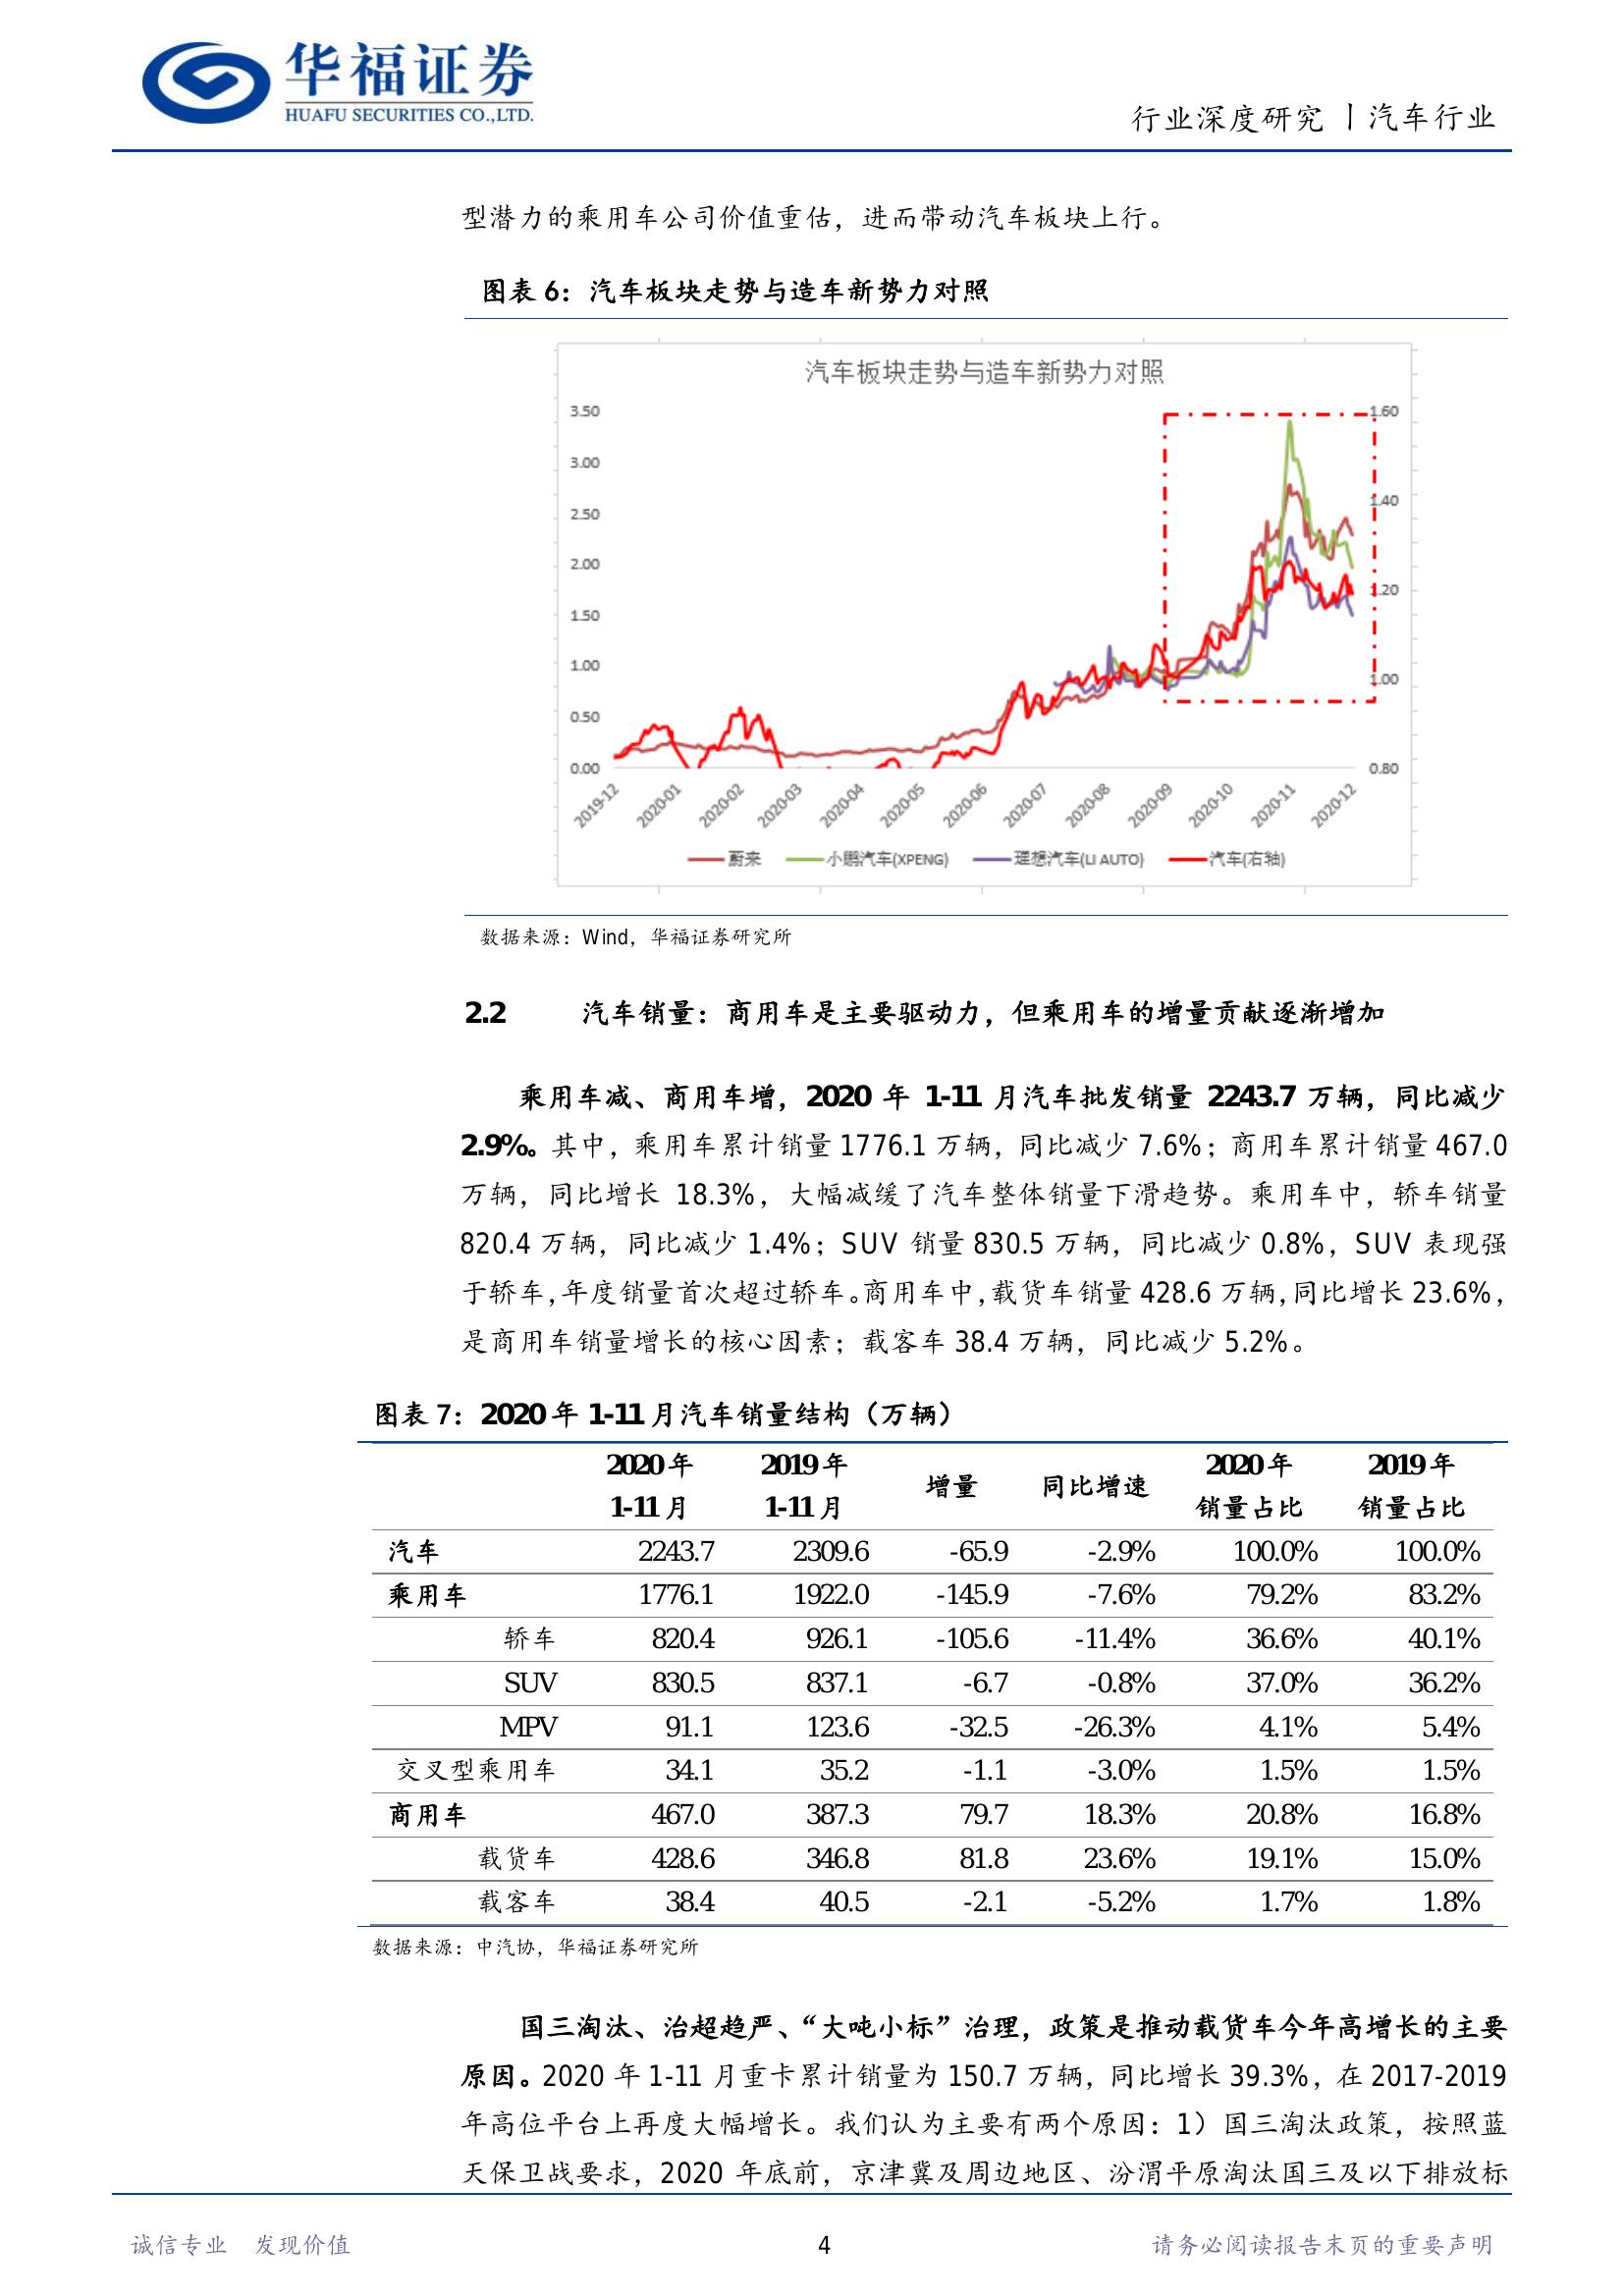 华福证券
HUAFU SECURITIES CO.,LTD.
行业深度研究丨汽车行业
型潜力的乘用车公司价值重估，进而带动汽车板块上行。
图表 6：汽车板块走势与造车新势力对照
汽车板块走势与造车新势力对照
3.50 1.60
3.00
2.50 1.40
2.00
1.50 1.20
1.00 1.00
0.50
0.00 0.80
2019-12 2020-01 2020-02 2020-03 2020-04 2020-05 2020-06 2020-07 2020-08 2020-09 2020-10 2020-11 2020-12
蔚来 小鹏汽车(XPENG) 理想汽车(LI AUTO) 汽车(右轴)
数据来源：Wind，华福证券研究所
2.2 汽车销量：商用车是主要驱动力，但乘用车的增量贡献逐渐增加
乘用车减、商用车增，2020 年 1-11 月汽车批发销量 2243.7 万辆，同比减少
2.9%。其中，乘用车累计销量 1776.1 万辆，同比减少 7.6%；商用车累计销量 467.0
万辆，同比增长 18.3%，大幅减缓了汽车整体销量下滑趋势。乘用车中，轿车销量
820.4 万辆，同比减少 1.4%；SUV 销量 830.5 万辆，同比减少 0.8%，SUV 表现强
于轿车，年度销量首次超过轿车。商用车中，载货车销量 428.6 万辆，同比增长 23.6%，
是商用车销量增长的核心因素；载客车 38.4 万辆，同比减少 5.2%。
图表 7：2020 年 1-11 月汽车销量结构（万辆）
2020 年 2019 年 增量 同比增速 2020 年 2019 年
1-11 月 1-11 月 销量占比 销量占比
汽车 2243.7 2309.6 -65.9 -2.9% 100.0% 100.0%
乘用车 1776.1 1922.0 -145.9 -7.6% 79.2% 83.2%
轿车 820.4 926.1 -105.6 -11.4% 36.6% 40.1%
SUV 830.5 837.1 -6.7 -0.8% 37.0% 36.2%
MPV 91.1 123.6 -32.5 -26.3% 4.1% 5.4%
交叉型乘用车 34.1 35.2 -1.1 -3.0% 1.5% 1.5%
商用车 467.0 387.3 79.7 18.3% 20.8% 16.8%
载货车 428.6 346.8 81.8 23.6% 19.1% 15.0%
载客车 38.4 40.5 -2.1 -5.2% 1.7% 1.8%
数据来源：中汽协，华福证券研究所
国三淘汰、治超趋严、“大吨小标”治理，政策是推动载货车今年高增长的主要
原因。2020 年 1-11 月重卡累计销量为 150.7 万辆，同比增长 39.3%，在 2017-2019
年高位平台上再度大幅增长。我们认为主要有两个原因：1）国三淘汰政策，按照蓝
天保卫战要求，2020 年底前，京津冀及周边地区、汾渭平原淘汰国三及以下排放标
诚信专业 发现价值 4 请务必阅读报告末页的重要声明